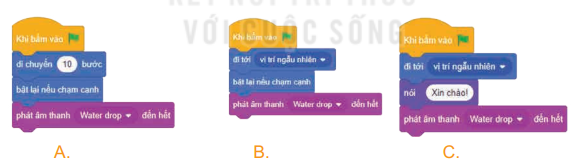 KẾT NỐI TRI THỨC
VỚI CUỘC SỐNG
Khi bấm vào
di chuyển 10 bước
bật lại nếu chạm cạnh
phát âm thanh Water drop đến hết
A.
Khi bấm vào
đi tới vị trí ngẫu nhiên
bật lại nếu chạm cạnh
phát âm thanh Water drop đến hết
B.
Khi bấm vào
đi tới vị trí ngẫu nhiên
nói Xin chào!
phát âm thanh Water drop đến hết
C.